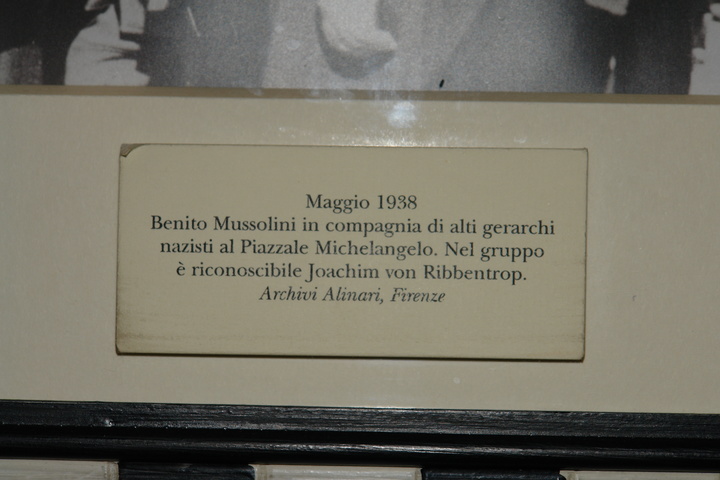 Maggio 1938
Benito Mussolini in compagnia di alti gerarchi
nazisti al Piazzale Michelangelo. Nel gruppo
è riconoscibile Joachim von Ribbentrop.
Archivi Alinari, Firenze